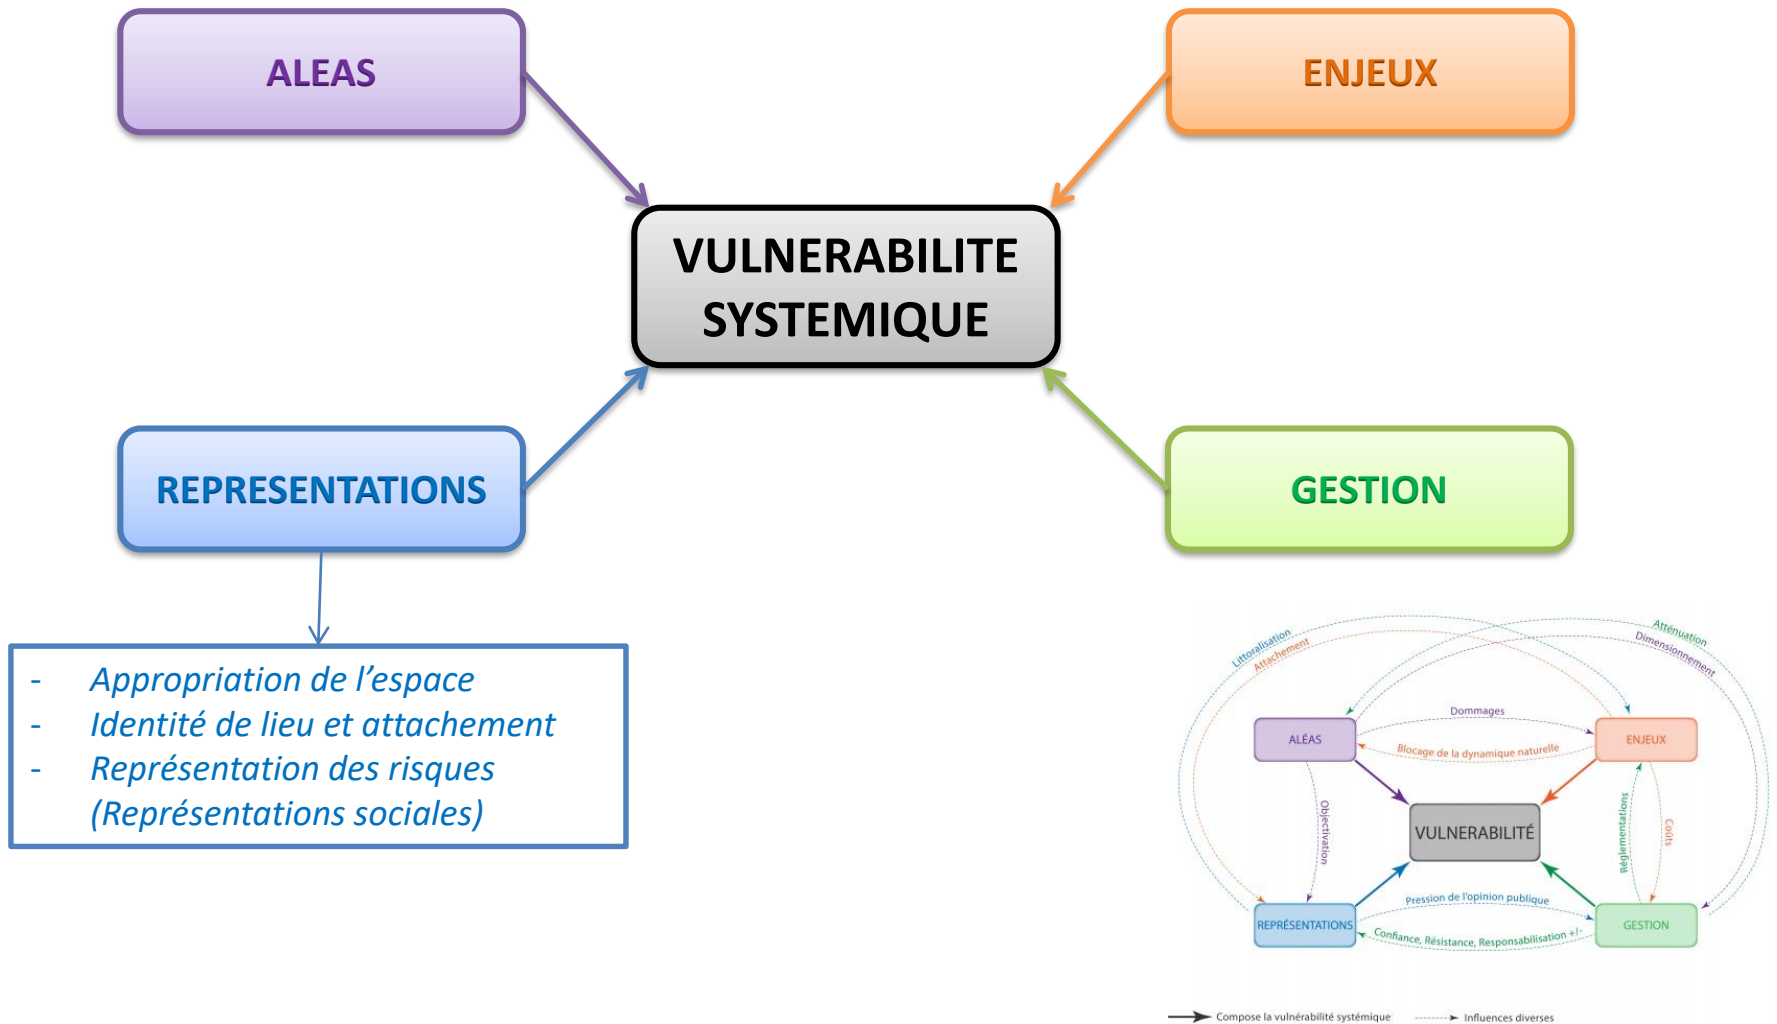 ALEAS
ENJEUX
VULNERABILITE
SYSTEMIQUE
REPRESENTATIONS
GESTION
- Appropriation de l’espace
- Identité de lieu et attachement
- Représentation des risques
(Représentations sociales)
Littoralisation
Attachement
Atténuation
Dimensionnement
Dommages
ALÉAS
ENJEUX
Blocage de la dynamique naturelle
Objectivation
VULNERABILITÉ
Réglementations
Coûts
Pression de l'opinion publique
REPRÉSENTATIONS
GESTION
Confiance, Résistance, Responsabilisation +/-
Compose la vulnérabilité systémique
Influences diverses